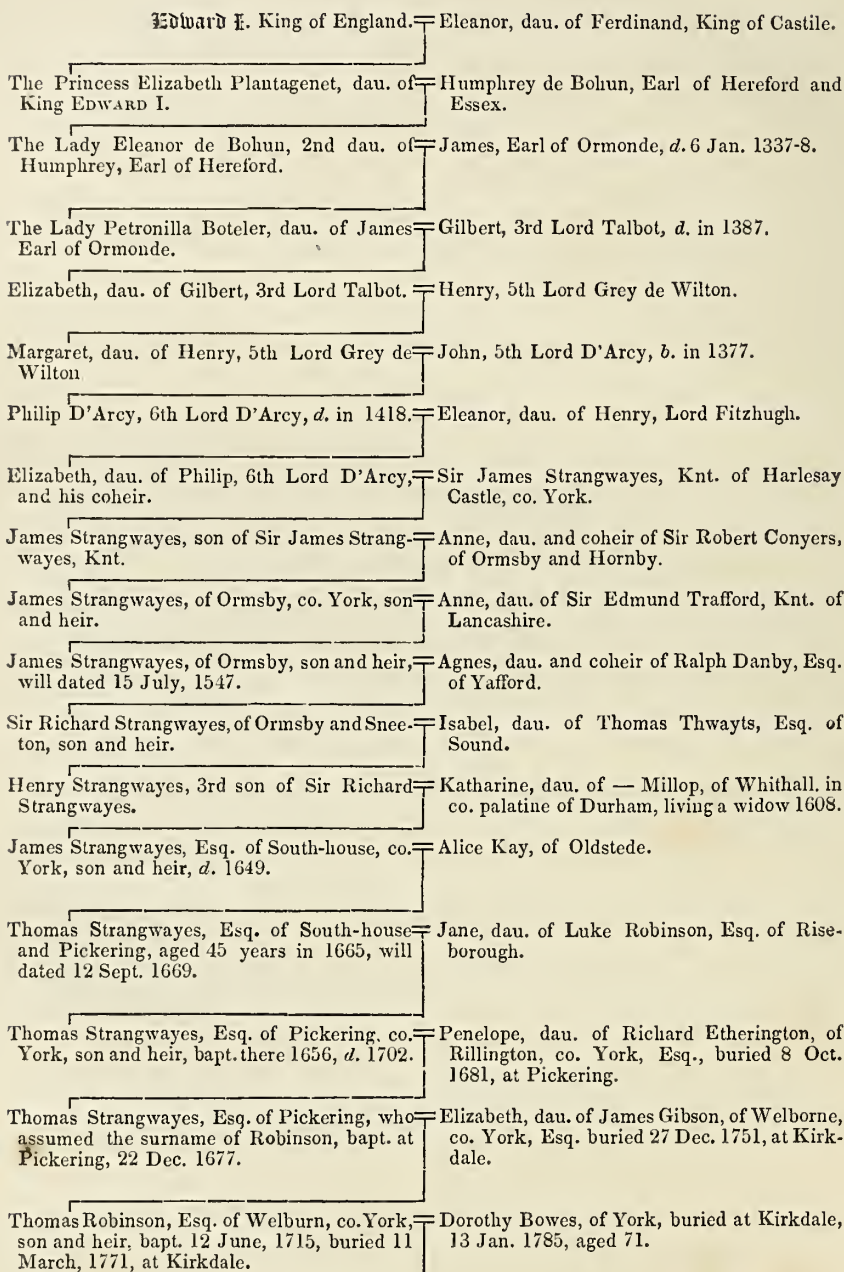 Edward I. King of England. Eleanor, dau. of Ferdinand, King of Castile.
The Princess Elizabeth Plantagenet, dau. of
King EDWARD I.
Humphrey de Bohun, Earl of Hereford and
Essex.
The Lady Eleanor de Bohun, 2nd dau. of
Humphrey, Earl of Hereford.
James, Earl of Ormonde, d. 6 Jan. 1337-8.
The Lady Petronilla Boteler, dau. of James
Earl of Ormonde.
Gilbert, 3rd Lord Talbot, d. in 1387.
Elizabeth, dau. of Gilbert, 3rd Lord Talbot.
Henry, 5th Lord Grey de Wilton.
Margaret, dau. of Henry, 5th Lord Grey de
Wilton
John, 5th Lord D'Arcy, b. in 1377.
Philip D'Arcy, 6th Lord D'Arcy, d. in 1418.
Eleanor, dau. of Henry, Lord Fitzhugh.
Elizabeth, dau. of Philip, 6th Lord D'Arcy,
and his coheir.
Sir James Strangwayes, Knt. of Harlesay
Castle, co. York.
James Strangwayes, son of Sir James Strang-
wayes, Knt.
Anne, dau. and coheir of Sir Robert Conyers,
of Ormsby and Hornby.
James Strangwayes, of Ormsby, co. York, son
and heir.
Anne, dau. of Sir Edmund Trafford, Knt. of
Lancashire.
James Strangwayes, of Ormsby, son and heir,
will dated 15 July, 1547.
Agnes, dau. and coheir of Ralph Danby, Esq.
of Yafford.
Sir Richard Strangwayes, of Ormsby and Snee-
ton, son and heir.
Isabel, dau. of Thomas Thwayts, Esq. of
Sound.
Henry Strangwayes, 3rd son of Sir Richard
Strangwayes.
Katharine, dau. of — Millop, of Whithall. in
co. palatine of Durham, living a widow 1608.
James Strangwayes, Esq. of South-house, co.
York, son and heir, d. 1649.
Alice Kay, of Oldstede.
Thomas Strangwayes, Esq. of South-house
and Pickering, aged 45 years in 1665, will
dated 12 Sept. 1669.
Jane, dau. of Luke Robinson, Esq. of Rise-
borough.
Thomas Strangwayes, Esq. of Pickering, co.
York, son and heir, bapt. there 1656, d. 1702.
Penelope, dau. of Richard Etherington, of
Rillington, co. York, Esq., buried 8 Oct.
1681, at Pickering.
Thomas Strangwayes, Esq. of Pickering, who
assumed the surname of Robinson, bapt. at
Pickering, 22 Dec. 1677.
Elizabeth, dau. of James Gibson, of Welborne,
co. York, Esq. buried 27 Dec. 1751, at Kirk-
dale.
Thomas Robinson, Esq. of Welburn, co. York,
son and heir, bapt. 12 June, 1715, buried 11
March, 1771, at Kirkdale.
Dorothy Bowes, of York, buried at Kirkdale,
13 Jan. 1785, aged 71.